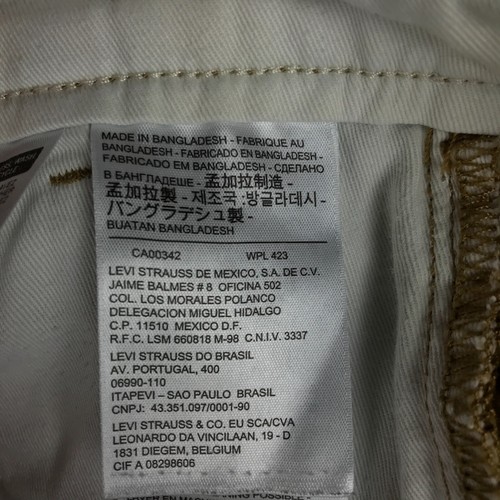 MADE IN BANGLADESH - FABRIQUE AU
BANGLADESH - FABRICADO EN BANGLADESH -
FABRICADO EM BANGLADESH - СДЕЛАНО
В БАНГЛАДЕШЕ - 孟加拉制造 -
孟加拉製 - 제조국 :방글라데시 -
バングラデシュ製 -
BUATAN BANGLADESH
CA00342 WPL 423
LEVI STRAUSS DE MEXICO, S.A. DE C.V.
JAIME BALMES # 8 OFICINA 502
COL. LOS MORALES POLANCO
DELEGACION MIGUEL HIDALGO
C.P. 11510 MEXICO D.F.
R.F.C. LSM 660818 M-98 C.N.I.V. 3337
LEVI STRAUSS DO BRASIL
AV. PORTUGAL, 400
06990-110
ITAPEVI – SAO PAULO BRASIL
CNPJ: 43.351.097/0001-90
LEVI STRAUSS & CO. EU SCA/CVA
LEONARDO DA VINCILAAN, 19 - D
1831 DIEGEM, BELGIUM
CIF A 08298606